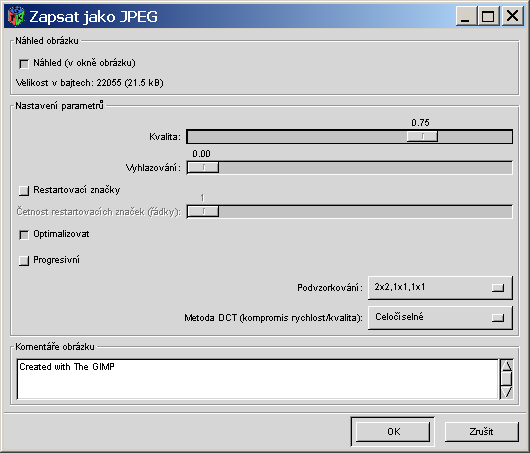 Zapsat jako JPEG
Náhled obrázku
Náhled (v okně obrázku)
Velikost v bajtech: 22055 (21.5 kB)
Nastavení parametrů
0.75
Kvalita:
0.00
Vyhlazování:
Restartovací značky
1
Četnost restartovacích značek (řádky):
Optimalizovat
Progresivní
Podvzorkování: 2x2,1x1,1x1
Metoda DCT (kompromis rychlost/kvalita): Celočíselné
Komentáře obrázku
Created with The GIMP
OK Zrušit